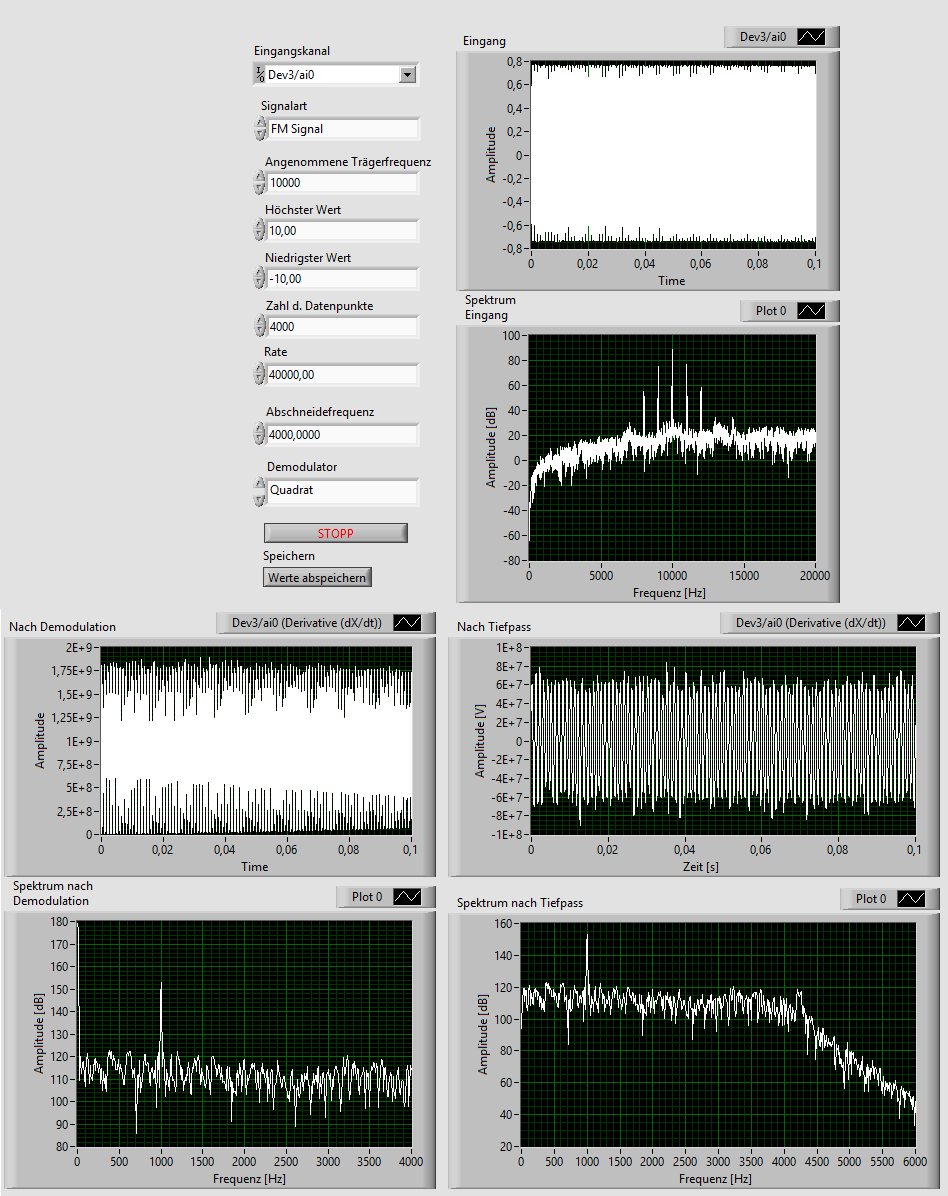 Eingangskanal
Dev3/ai0
Signalart
FM Signal
Angenommene Trägerfrequenz
10000
Höchster Wert
10,00
Niedrigster Wert
-10,00
Zahl d. Datenpunkte
4000
Rate
40000,00
Abschneidefrequenz
4000,0000
Demodulator
Quadrat
STOPP
Speichern
Werte abspeichern
Eingang
Dev3/ai0
Amplitude
0,8
0,6
0,4
0,2
0
-0,2
-0,4
-0,6
-0,8
0 0,02 0,04 0,06 0,08 0,1
Time
Spektrum
Eingang
Plot 0
Amplitude [dB]
100
80
60
40
20
0
-20
-40
-60
-80
0 5000 10000 15000 20000
Frequenz [Hz]
Nach Demodulation
Dev3/ai0 (Derivative (dX/dt))
Amplitude
2E+9
1,75E+9
1,5E+9
1,25E+9
1E+9
7,5E+8
5E+8
2,5E+8
0
0 0,02 0,04 0,06 0,08 0,1
Time
Nach Tiefpass
Dev3/ai0 (Derivative (dX/dt))
Amplitude [V]
1E+8
8E+7
6E+7
4E+7
2E+7
0
-2E+7
-4E+7
-6E+7
-8E+7
-1E+8
0 0,02 0,04 0,06 0,08 0,1
Zeit [s]
Spektrum nach
Demodulation
Plot 0
Amplitude [dB]
180
170
160
150
140
130
120
110
100
90
80
0 500 1000 1500 2000 2500 3000 3500 4000
Frequenz [Hz]
Spektrum nach Tiefpass
Plot 0
Amplitude [dB]
160
140
120
100
80
60
40
20
0 500 1000 1500 2000 2500 3000 3500 4000 4500 5000 5500 6000
Frequenz [Hz]